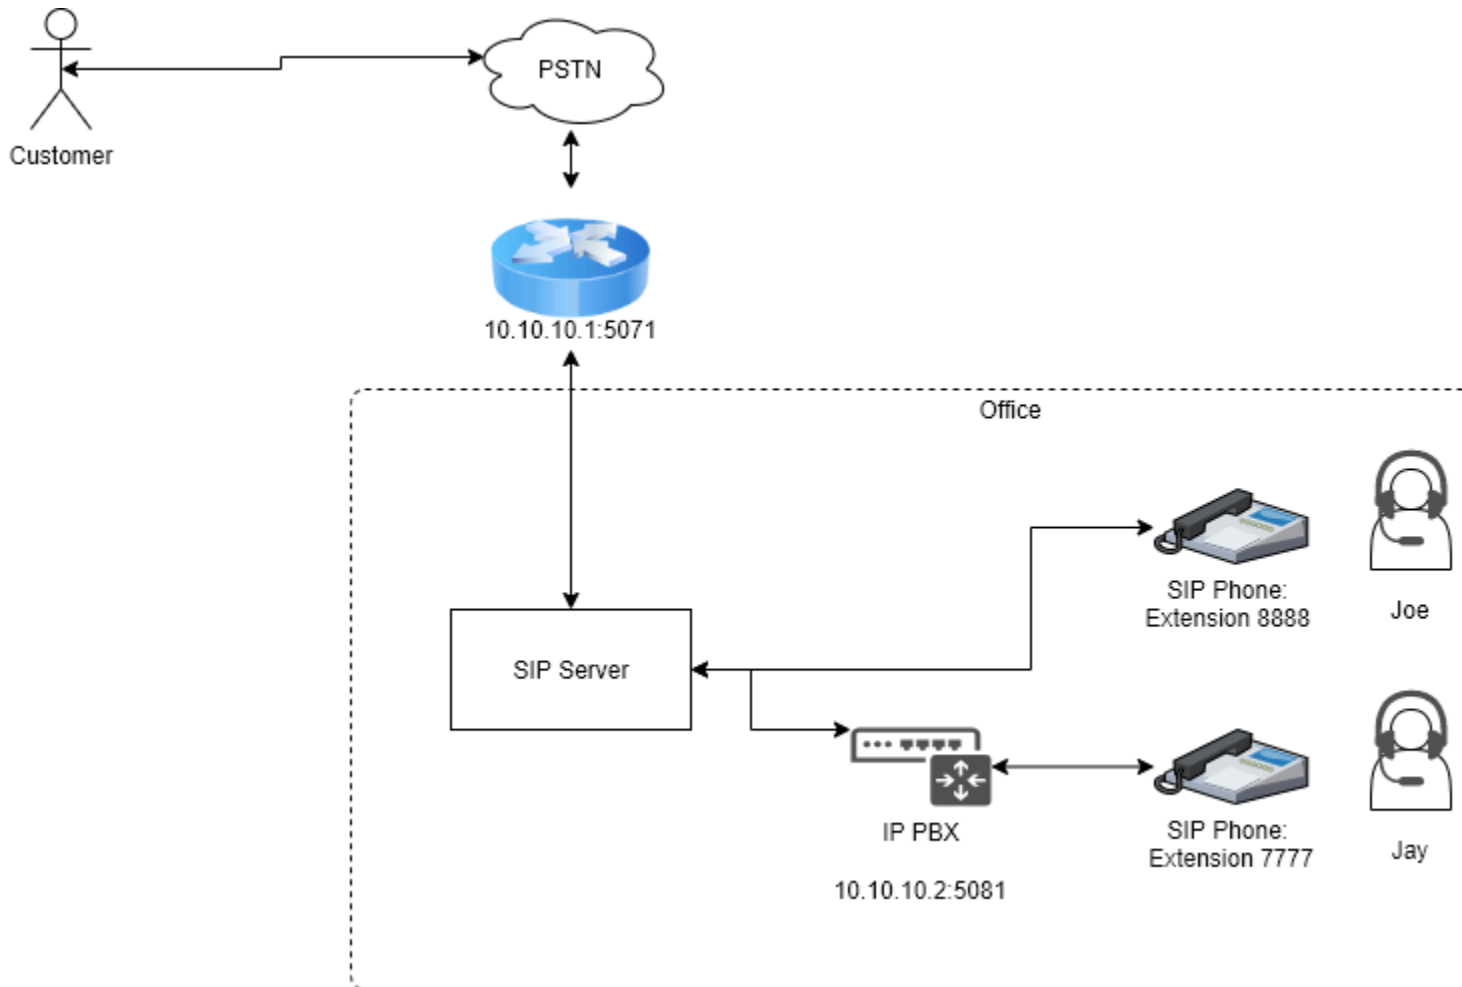 PSTN
Customer
10.10.10.1:5071
Office
SIP Phone:
Extension 8888
Joe
SIP Server
IP PBX
10.10.10.2:5081
SIP Phone:
Extension 7777
Jay